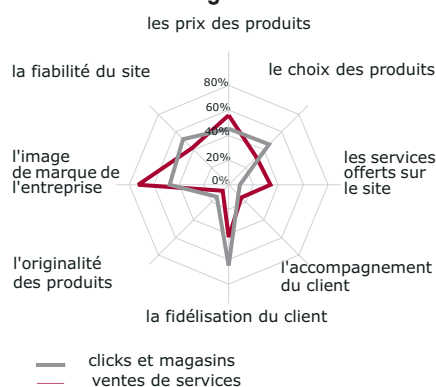 les prix des produits
la fiabilité du site
le choix des produits
80%
60%
40%
20%
0%
l'image
de marque de
l'entreprise
les services
offerts sur
le site
l'originalité
des produits
l'accompagnement
du client
la fidélisation du client
clicks et magasins
ventes de services